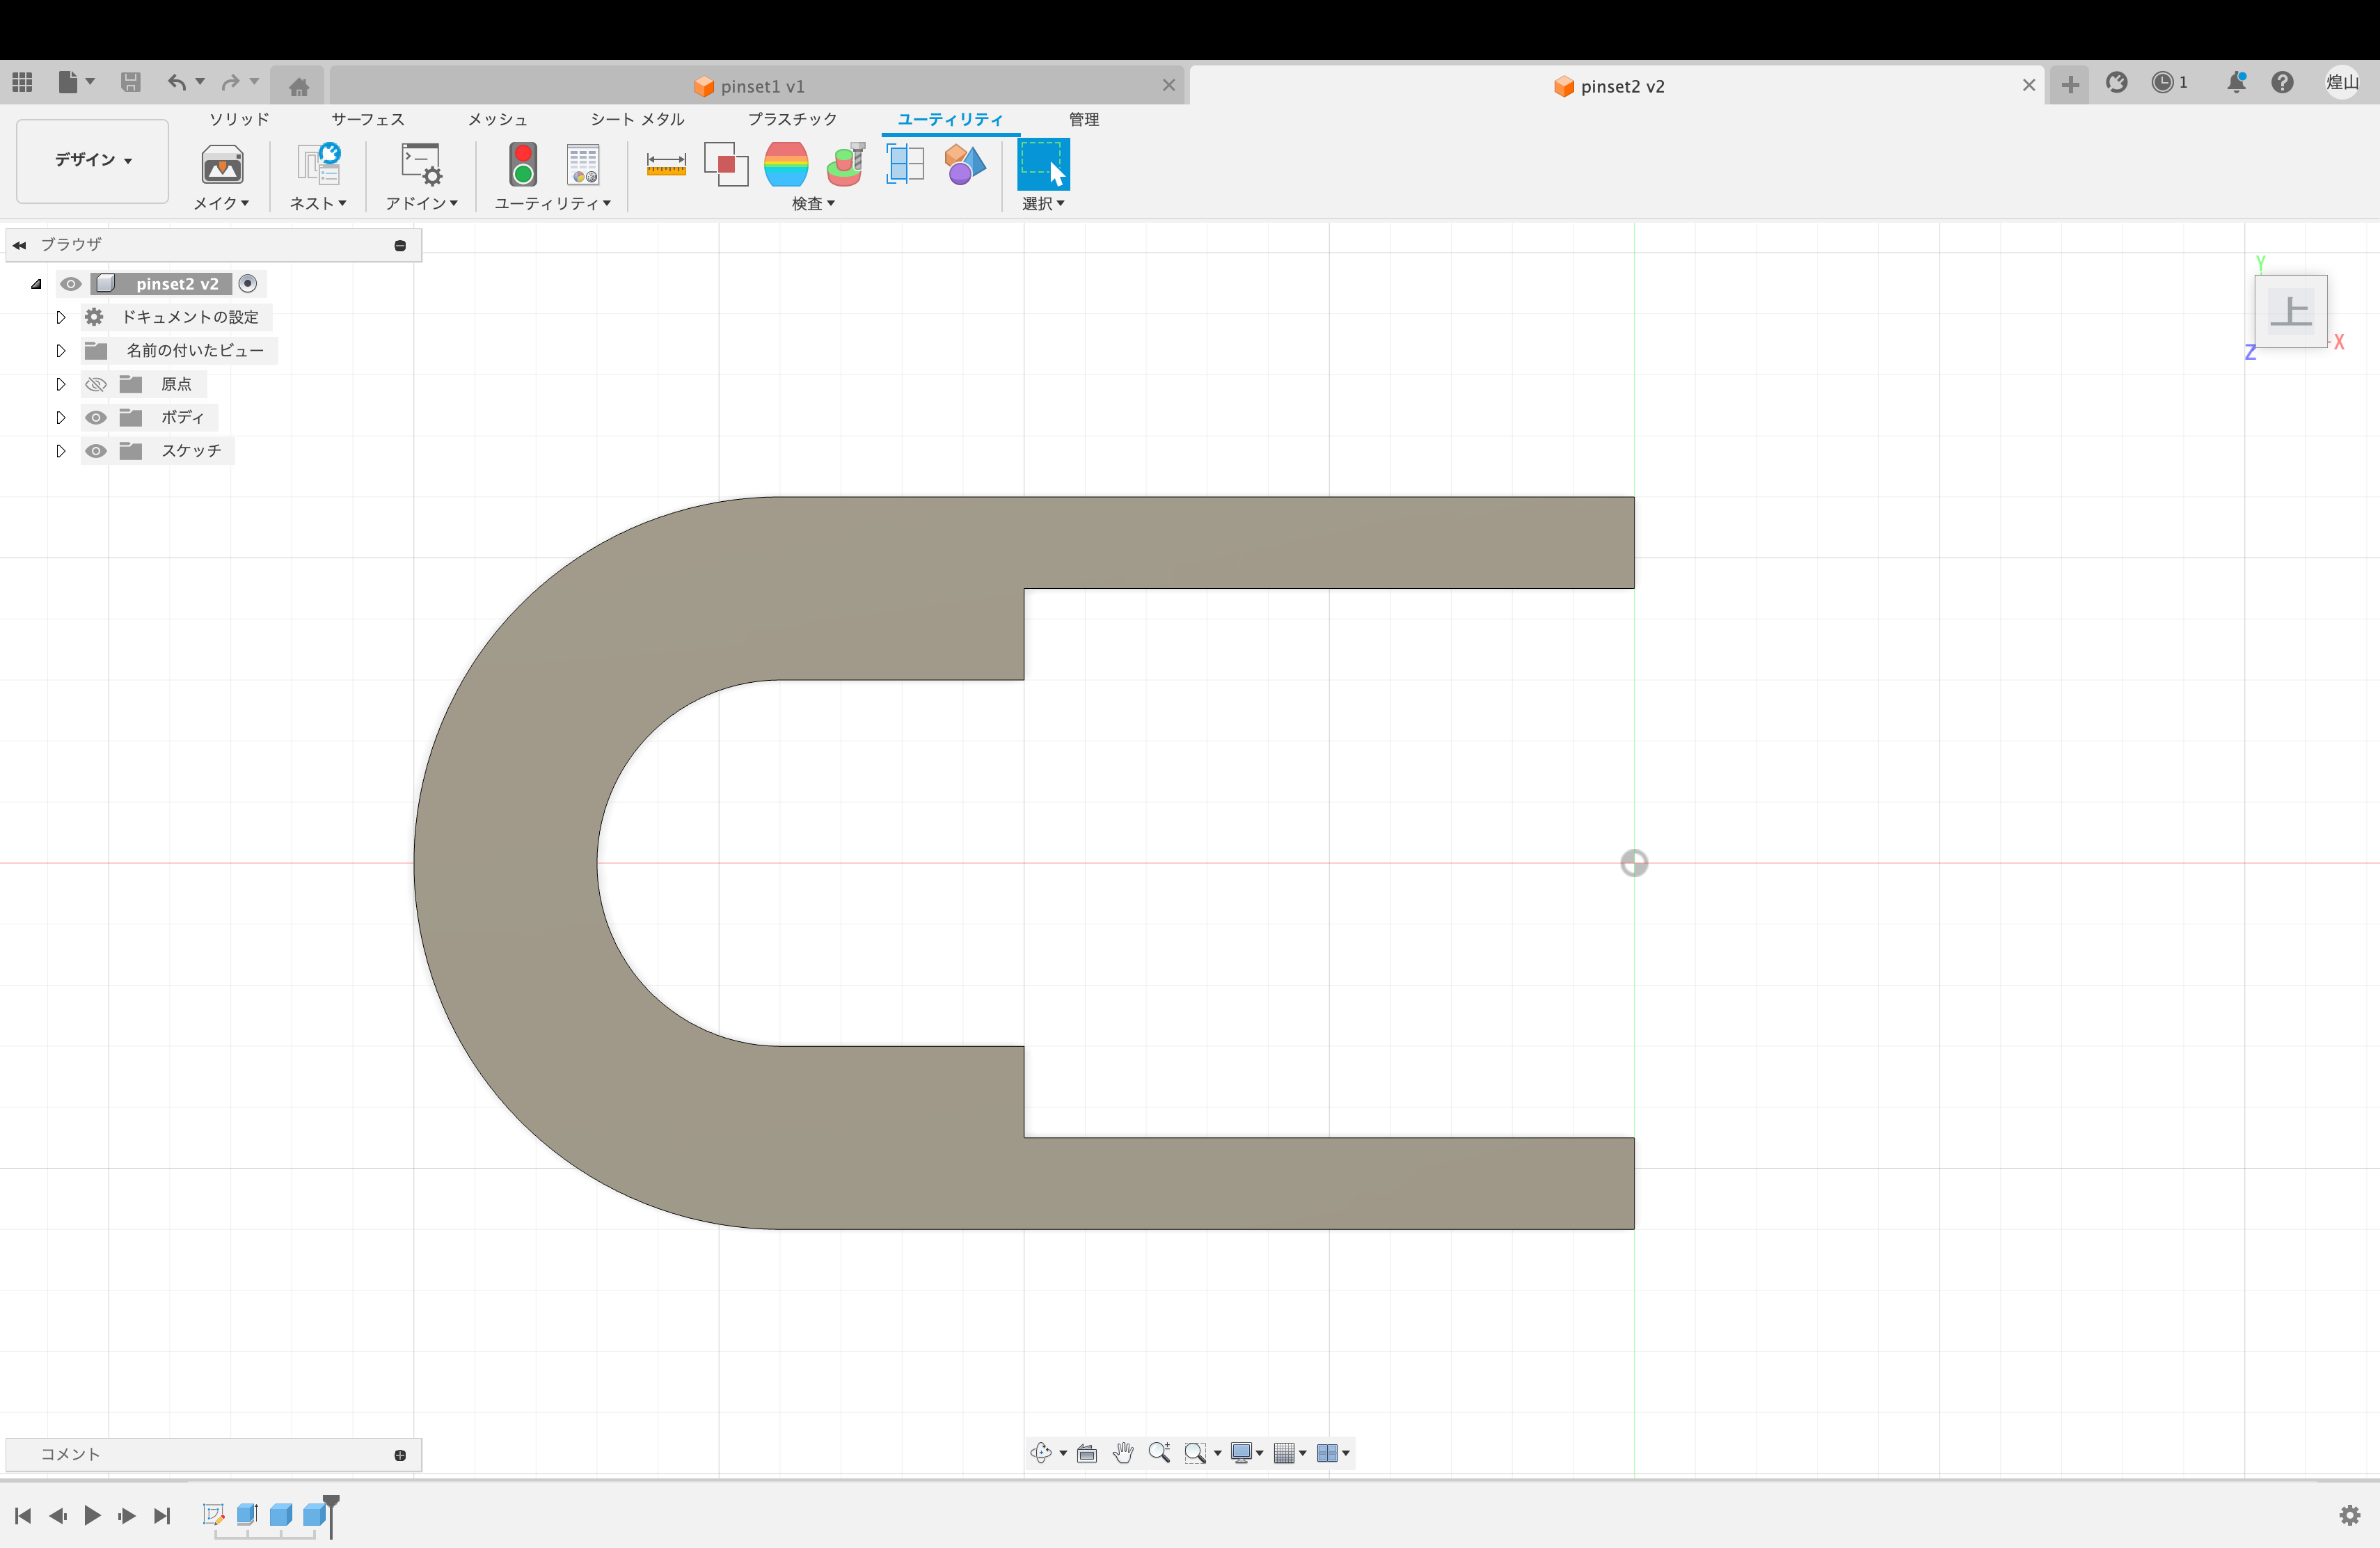 pinset1 v1
pinset2 v2
1
煌山
デザイン
ソリッド
サーフェス
メッシュ
シート メタル
プラスチック
ユーティリティ
管理
メイク
ネスト
アドイン
ユーティリティ
検査
選択
ブラウザ
pinset2 v2
ドキュメントの設定
名前の付いたビュー
原点
ボディ
スケッチ
Y
上
X
Z
コメント